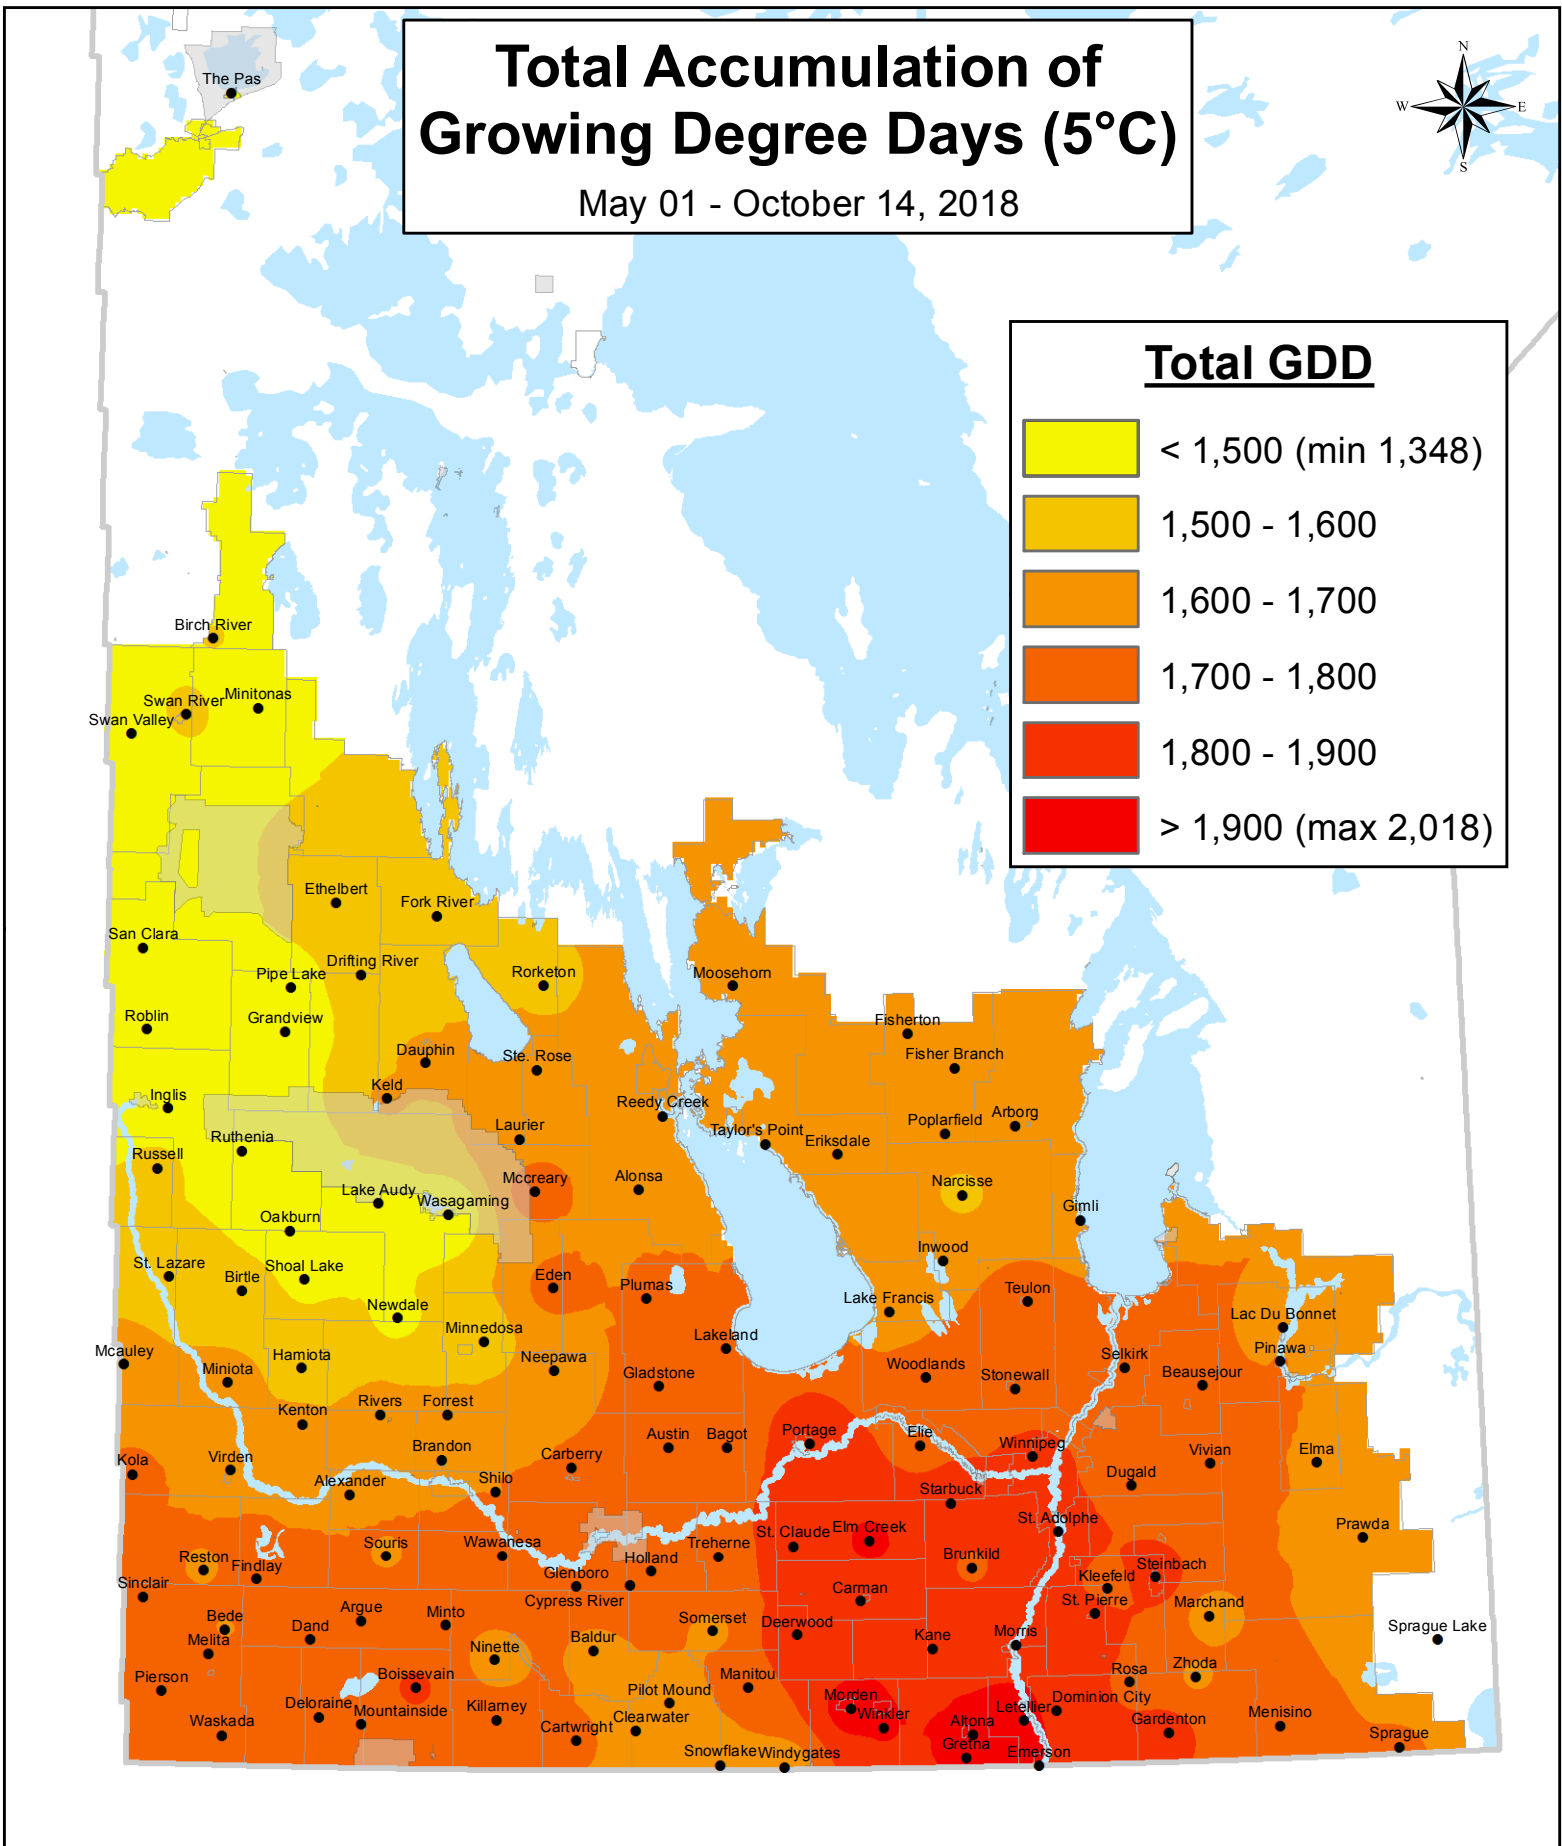 Total Accumulation of
Growing Degree Days (5°C)
May 01 - October 14, 2018
N
W
E
S
The Pas
Total GDD
< 1,500 (min 1,348)
1,500 - 1,600
1,600 - 1,700
1,700 - 1,800
1,800 - 1,900
> 1,900 (max 2,018)
Birch River
Minitonas
Swan River
Swan Valley
Ethelbert
Fork River
San Clara
Drifting River
Pipe Lake
Rorketon
Moosehorn
Roblin
Grandview
Fisherton
Dauphin
Ste. Rose
Fisher Branch
Keld
Inglis
Reedy Creek
Laurier
Taylor's Point
Eriksdale
Poplarfield
Arborg
Ruthenia
Russell
Mccreary
Alonsa
Narcisse
Lake Audy
Wasagaming
Gimli
Oakburn
Inwood
St. Lazare
Birtle
Shoal Lake
Eden
Plumas
Teulon
Lake Francis
Newdale
Lac Du Bonnet
Minnedosa
Lakeland
Mcauley
Miniota
Hamiota
Neepawa
Gladstone
Woodlands
Stonewall
Selkirk
Beausejour
Pinawa
Kenton
Rivers
Forrest
Austin
Bagot
Portage
Elie
Winnipeg
Vivian
Elma
Kola
Virden
Brandon
Carberry
Alexander
Shilo
Starbuck
Dugald
St. Claude
Elm Creek
St. Adolphe
Prawda
Reston
Findlay
Souris
Wawanesa
Holland
Treherne
Brunkild
Kleefeld
Steinbach
Sinclair
Glenboro
Cypress River
Carman
St. Pierre
Marchand
Bede
Melita
Dand
Argue
Minto
Baldur
Somerset
Deerwood
Kane
Morris
Sprague Lake
Ninette
Pierson
Boissevain
Pilot Mound
Manitou
Rosa
Zhoda
Waskada
Deloraine
Mountainside
Killarney
Cartwright
Clearwater
Morden
Winkler
Altona
Letellier
Dominion City
Gardenton
Menisino
Sprague
Snowflake
Windygates
Gretna
Emerson